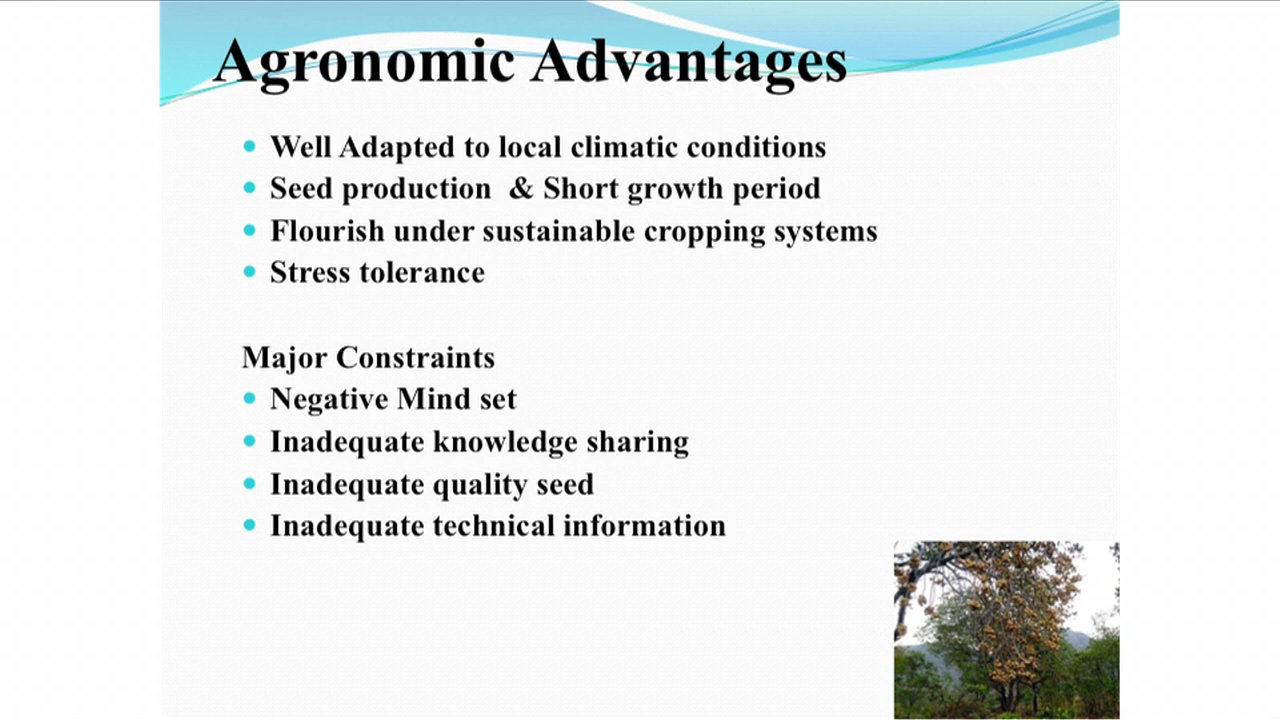 Agronomic Advantages
• Well Adapted to local climatic conditions
• Seed production & Short growth period
• Flourish under sustainable cropping systems
• Stress tolerance
Major Constraints
• Negative Mind set
• Inadequate knowledge sharing
• Inadequate quality seed
• Inadequate technical information